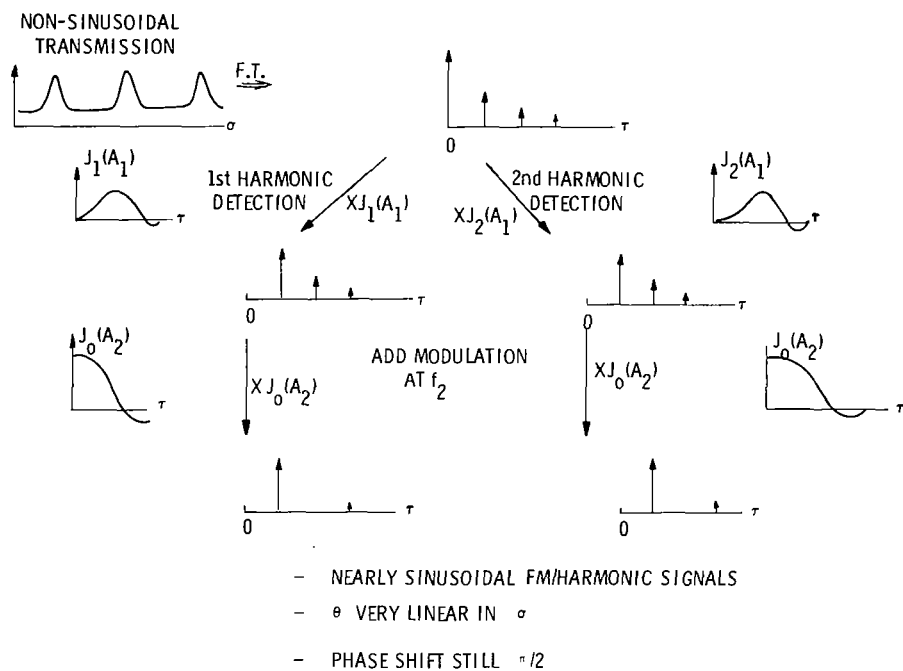 NON-SINUSOIDAL
TRANSMISSION
F.T.
σ
τ
0
J₁(A₁)
τ
1st HARMONIC
DETECTION
XJ₁(A₁)
2nd HARMONIC
DETECTION
XJ₂(A₁)
J₂(A₁)
τ
0
τ
0
τ
J₀(A₂)
τ
XJ₀(A₂)
ADD MODULATION
AT f₂
XJ₀(A₂)
J₀(A₂)
τ
0
τ
0
τ
- NEARLY SINUSOIDAL FM/HARMONIC SIGNALS
- θ VERY LINEAR IN σ
- PHASE SHIFT STILL π/2